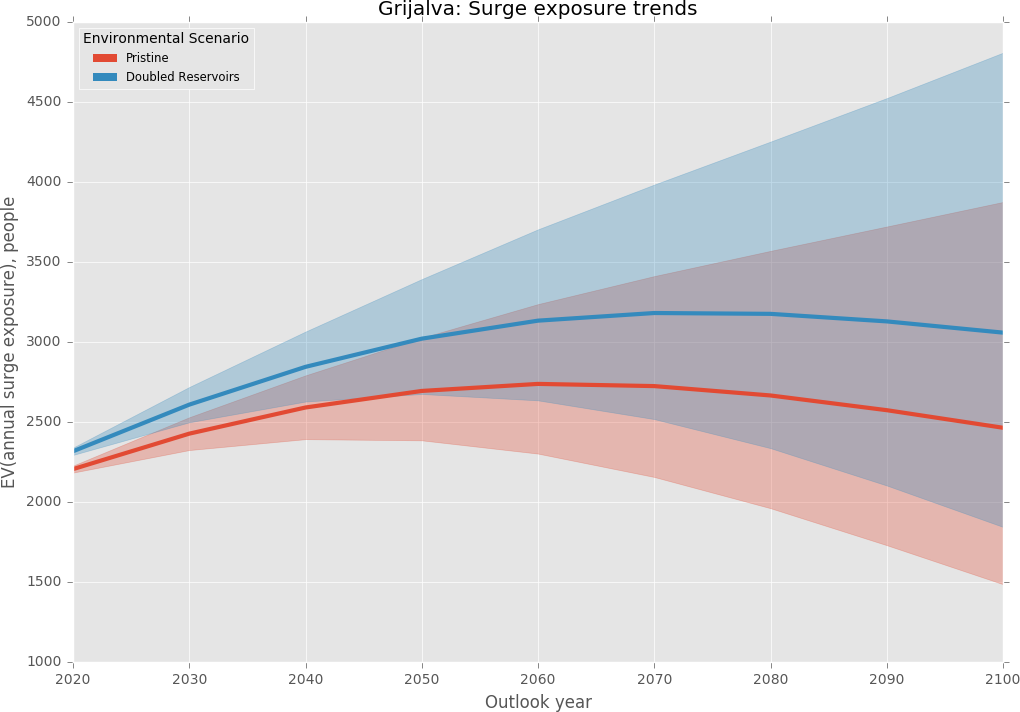 Grijalva: Surge exposure trends
Environmental Scenario
Pristine
Doubled Reservoirs
EV(annual surge exposure), people
5000
4500
4000
3500
3000
2500
2000
1500
1000
2020 2030 2040 2050 2060 2070 2080 2090 2100
Outlook year